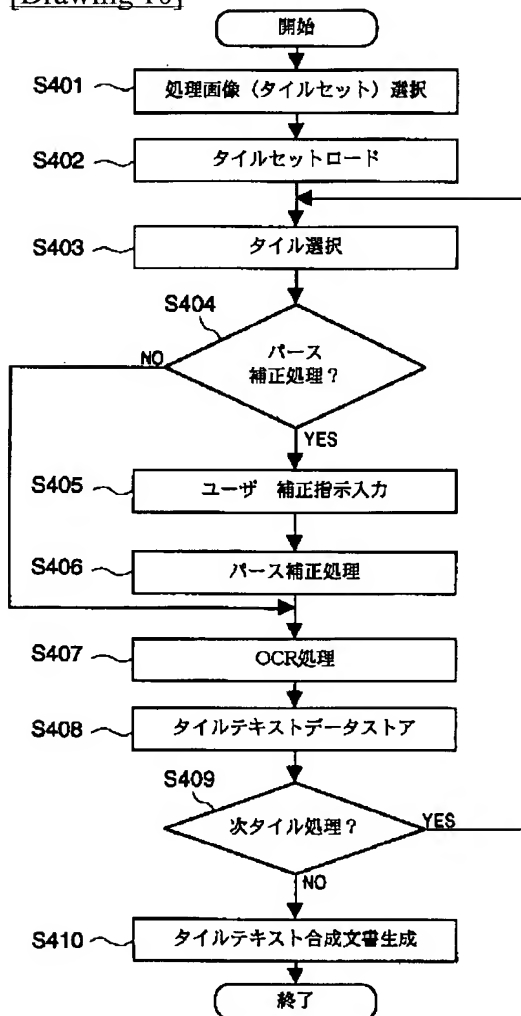 [Drawing 10]
開始
S401
処理画像（タイルセット）選択
S402
タイルセットロード
S403
タイル選択
S404
パース
補正処理？
NO
YES
S405
ユーザ　補正指示入力
S406
パース補正処理
S407
OCR処理
S408
タイルテキストデータストア
S409
次タイル処理？
YES
NO
S410
タイルテキスト合成文書生成
終了